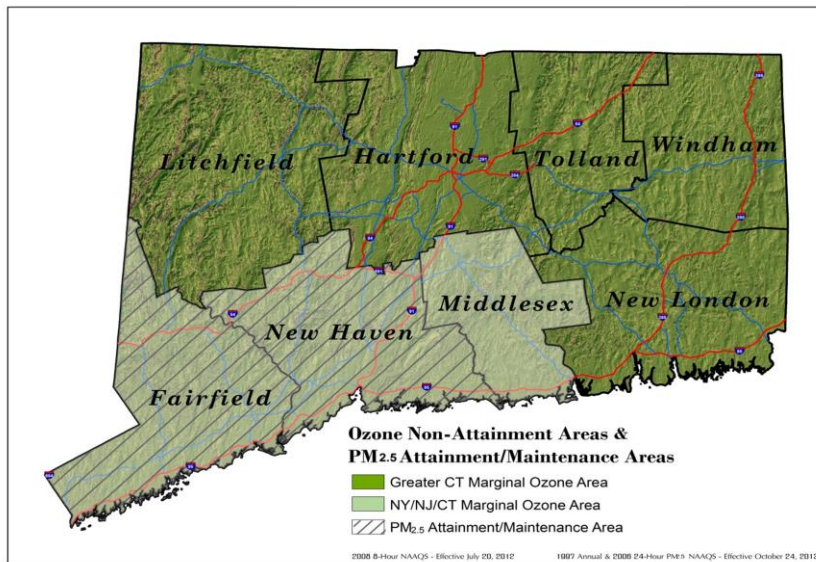 Litchfield
Hartford
Tolland
Windham
Middlesex
New London
New Haven
Fairfield
Ozone Non-Attainment Areas &
PM2.5 Attainment/Maintenance Areas
Greater CT Marginal Ozone Area
NY/NJ/CT Marginal Ozone Area
PM2.5 Attainment/Maintenance Area
2008 8-Hour NAAQS - Effective July 20, 2012
1997 Annual & 2006 24-Hour PM2.5 NAAQS - Effective October 24, 2013